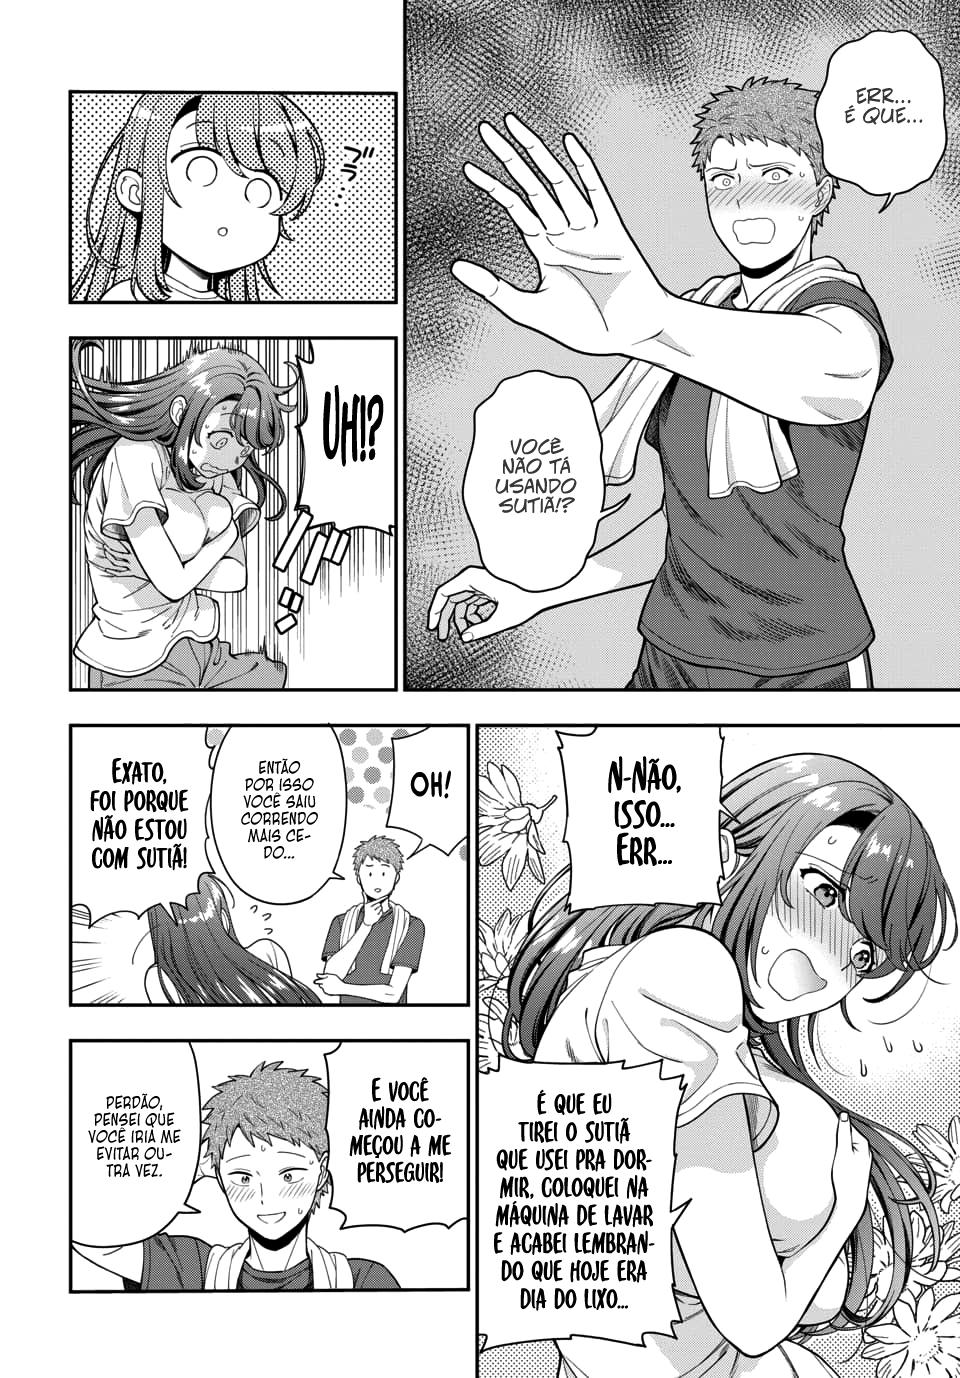 ERR...
É QUE...
VOCÊ
NÃO TÁ
USANDO
SUTIÃ!?
UH!?
N-NÃO,
ISSO...
ERR...
É QUE EU
TIREI O SUTIÃ
QUE USEI PRA DOR-
MIR, COLOQUEI NA
MÁQUINA DE LAVAR
E ACABEI LEMBRAN-
DO QUE HOJE ERA
DIA DO LIXO...
OH!
ENTÃO
POR ISSO
VOCÊ SAIU
CORRENDO
MAIS CE-
DO...
EXATO,
FOI PORQUE
NÃO ESTOU
COM SUTIÃ!
E VOCÊ
AINDA CO-
MEÇOU A ME
PERSEGUIR!
PERDÃO,
PENSEI QUE
VOCÊ IRIA ME
EVITAR OU-
TRA VEZ.